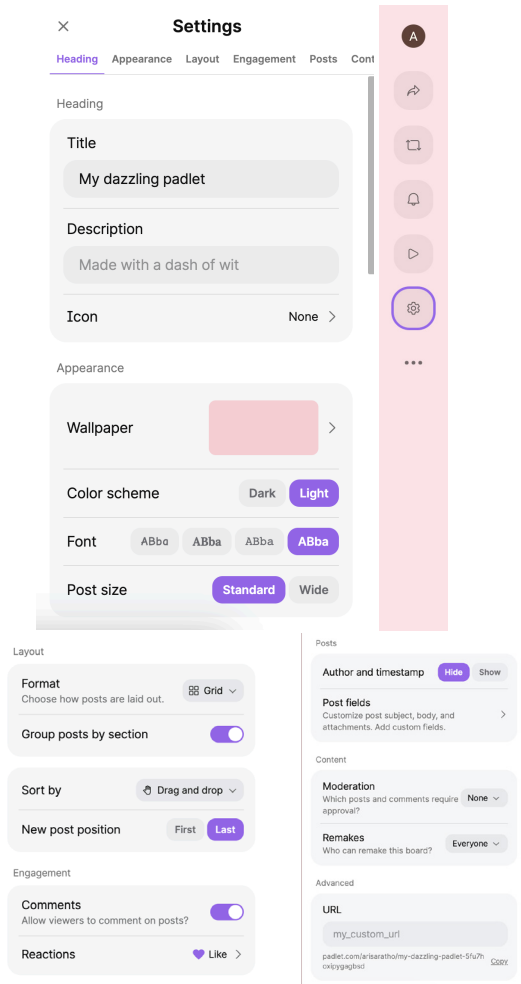 Settings
A
Heading Appearance Layout Engagement Posts Cont
Heading
Title
My dazzling padlet
Description
Made with a dash of wit
Icon None
Appearance
Wallpaper
Color scheme Dark Light
Font ABba ABba ABba ABba
Post size Standard Wide
Layout
Format
Choose how posts are laid out.
Grid
Group posts by section
Sort by Drag and drop
New post position First Last
Engagement
Comments
Allow viewers to comment on posts?
Reactions Like
Posts
Author and timestamp Hide Show
Post fields
Customize post subject, body, and
attachments. Add custom fields.
Content
Moderation
Which posts and comments require
approval?
None
Remakes
Who can remake this board?
Everyone
Advanced
URL
my_custom_url
padlet.com/arisaratho/my-dazzling-padlet-5fu7h
cxipygagbsd
Copy